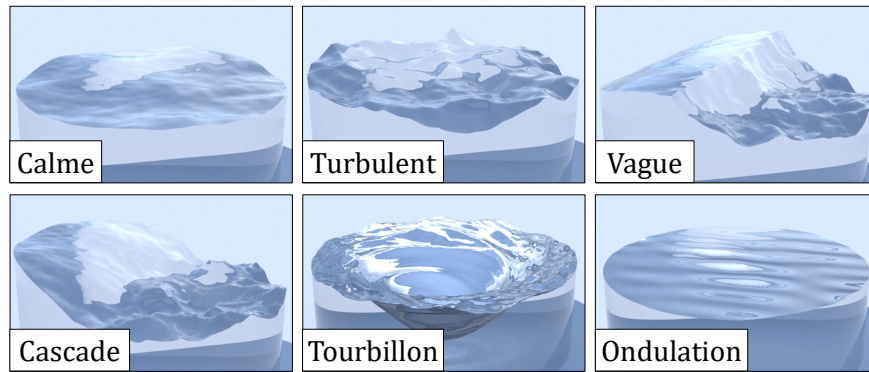 Calme
Turbulent
Vague
Cascade
Tourbillon
Ondulation